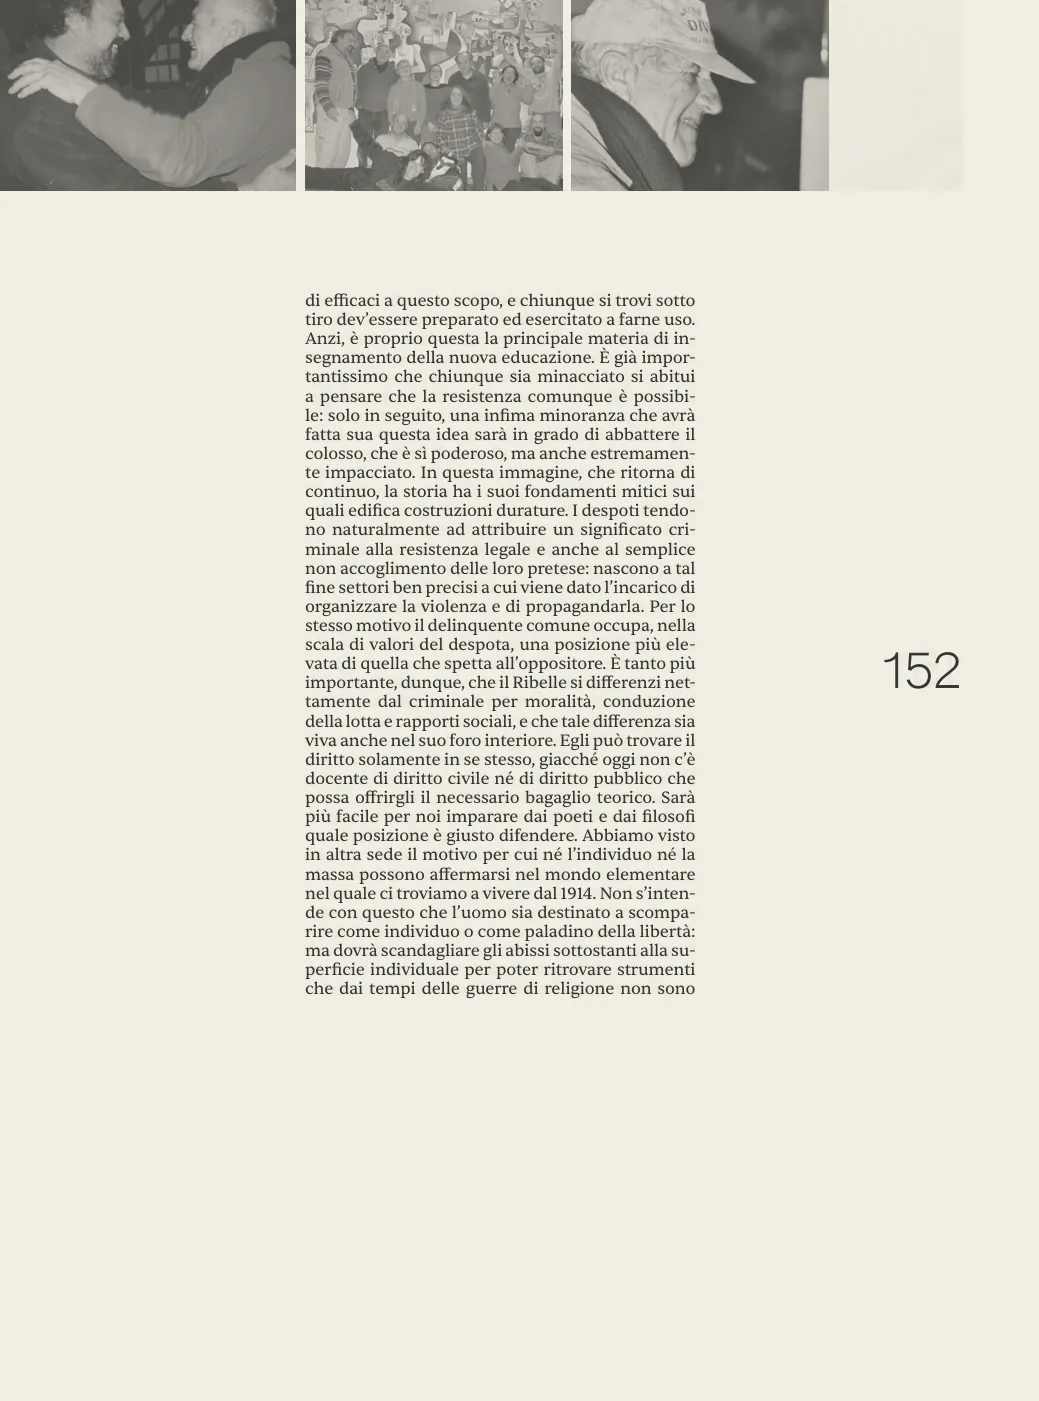 di efficaci a questo scopo, e chiunque si trovi sotto
tiro dev’essere preparato ed esercitato a farne uso.
Anzi, è proprio questa la principale materia di in-
segnamento della nuova educazione. È già impor-
tantissimo che chiunque sia minacciato si abitui
a pensare che la resistenza comunque è possibi-
le: solo in seguito, una infima minoranza che avrà
fatta sua questa idea sarà in grado di abbattere il
colosso, che è sì poderoso, ma anche estremamen-
te impacciato. In questa immagine, che ritorna di
continuo, la storia ha i suoi fondamenti mitici sui
quali edifica costruzioni durature. I despoti tendo-
no naturalmente ad attribuire un significato cri-
minale alla resistenza legale e anche al semplice
non accoglimento delle loro pretese: nascono a tal
fine settori ben precisi a cui viene dato l’incarico di
organizzare la violenza e di propagandarla. Per lo
stesso motivo il delinquente comune occupa, nella
scala di valori del despota, una posizione più ele-
vata di quella che spetta all’oppositore. È tanto più
importante, dunque, che il Ribelle si differenzi net-
tamente dal criminale per moralità, conduzione
della lotta e rapporti sociali, e che tale differenza sia
viva anche nel suo foro interiore. Egli può trovare il
diritto solamente in se stesso, giacché oggi non c’è
docente di diritto civile né di diritto pubblico che
possa offrirgli il necessario bagaglio teorico. Sarà
più facile per noi imparare dai poeti e dai filosofi
quale posizione è giusto difendere. Abbiamo visto
in altra sede il motivo per cui né l’individuo né la
massa possono affermarsi nel mondo elementare
nel quale ci troviamo a vivere dal 1914. Non s’inten-
de con questo che l’uomo sia destinato a scompa-
rire come individuo o come paladino della libertà:
ma dovrà scandagliare gli abissi sottostanti alla su-
perficie individuale per poter ritrovare strumenti
che dai tempi delle guerre di religione non sono
152